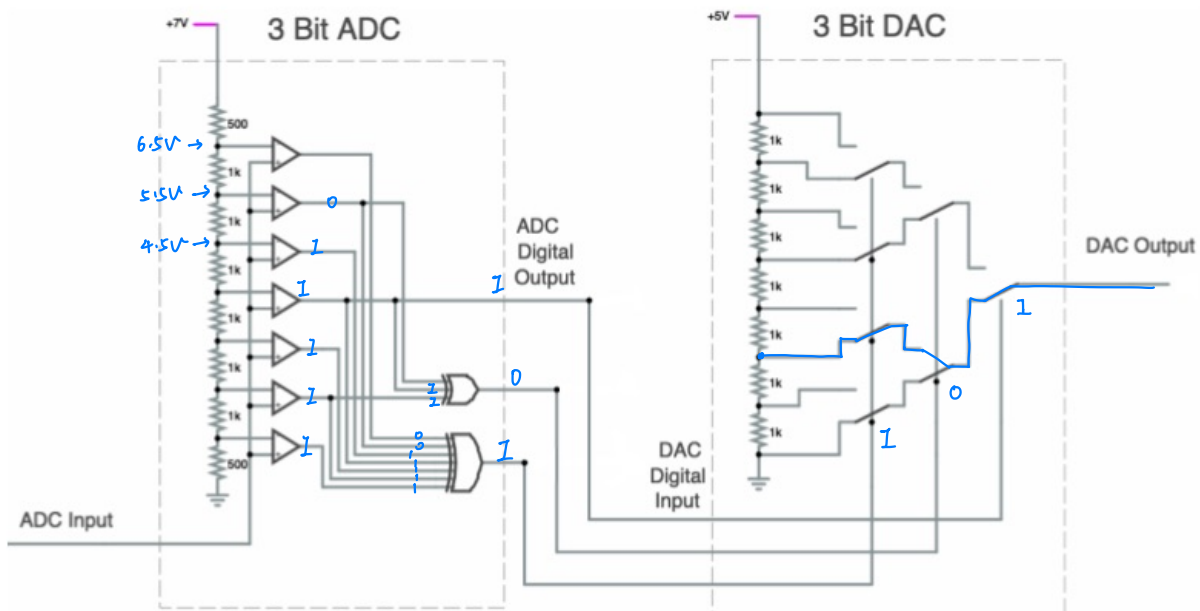 3 Bit ADC
+7V
500
6.5V →
1k
5.5V →
0
1k
4.5V →
1
1k
1
1
1k
1
1k
1
1k
1
1
0
1k
0
0
1
1
1
1
1
1
500
ADC
Digital
Output
ADC Input
3 Bit DAC
+5V
1k
1k
1k
1k
1k
1k
1k
1
0
1
DAC Output
DAC
Digital
Input